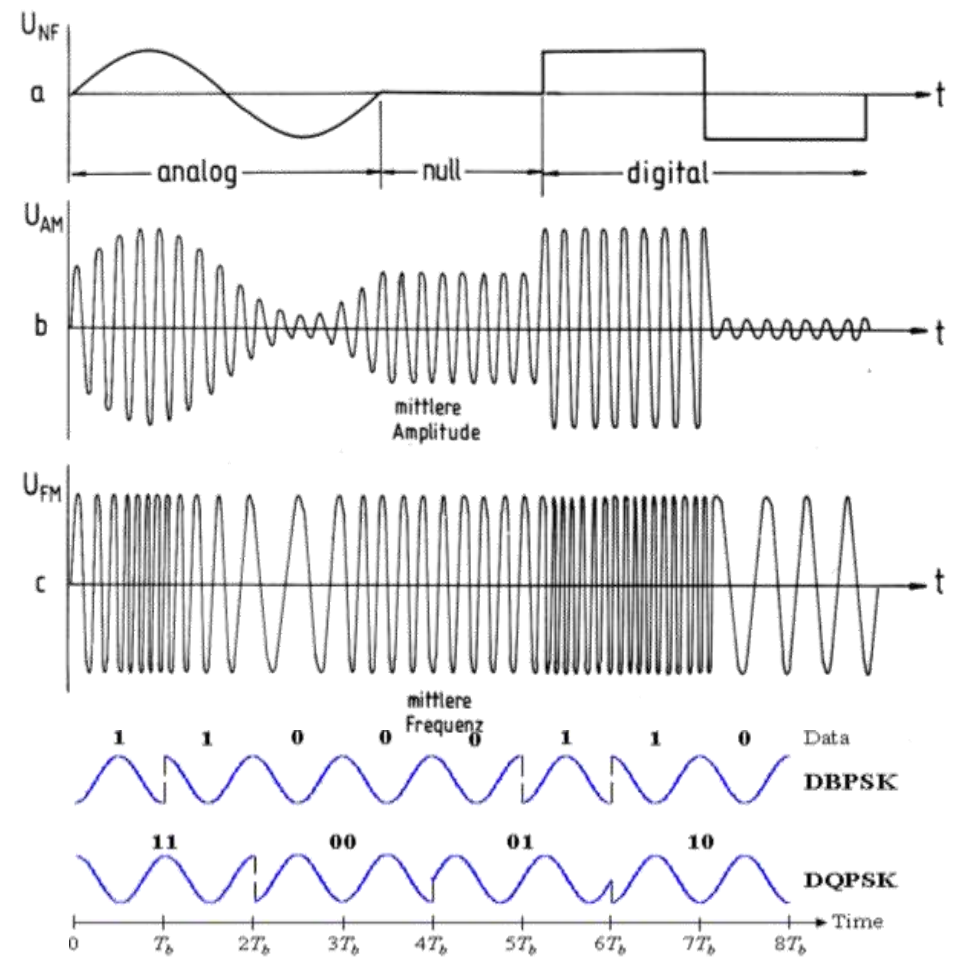 U_NF
a
t
analog
null
digital
U_AM
b
t
mittlere
Amplitude
U_FM
c
t
mittlere
Frequenz
1 1 0 0 0 1 1 0 Data
DBPSK
11 00 01 10
DQPSK
Time
0 T_b 2T_b 3T_b 4T_b 5T_b 6T_b 7T_b 8T_b